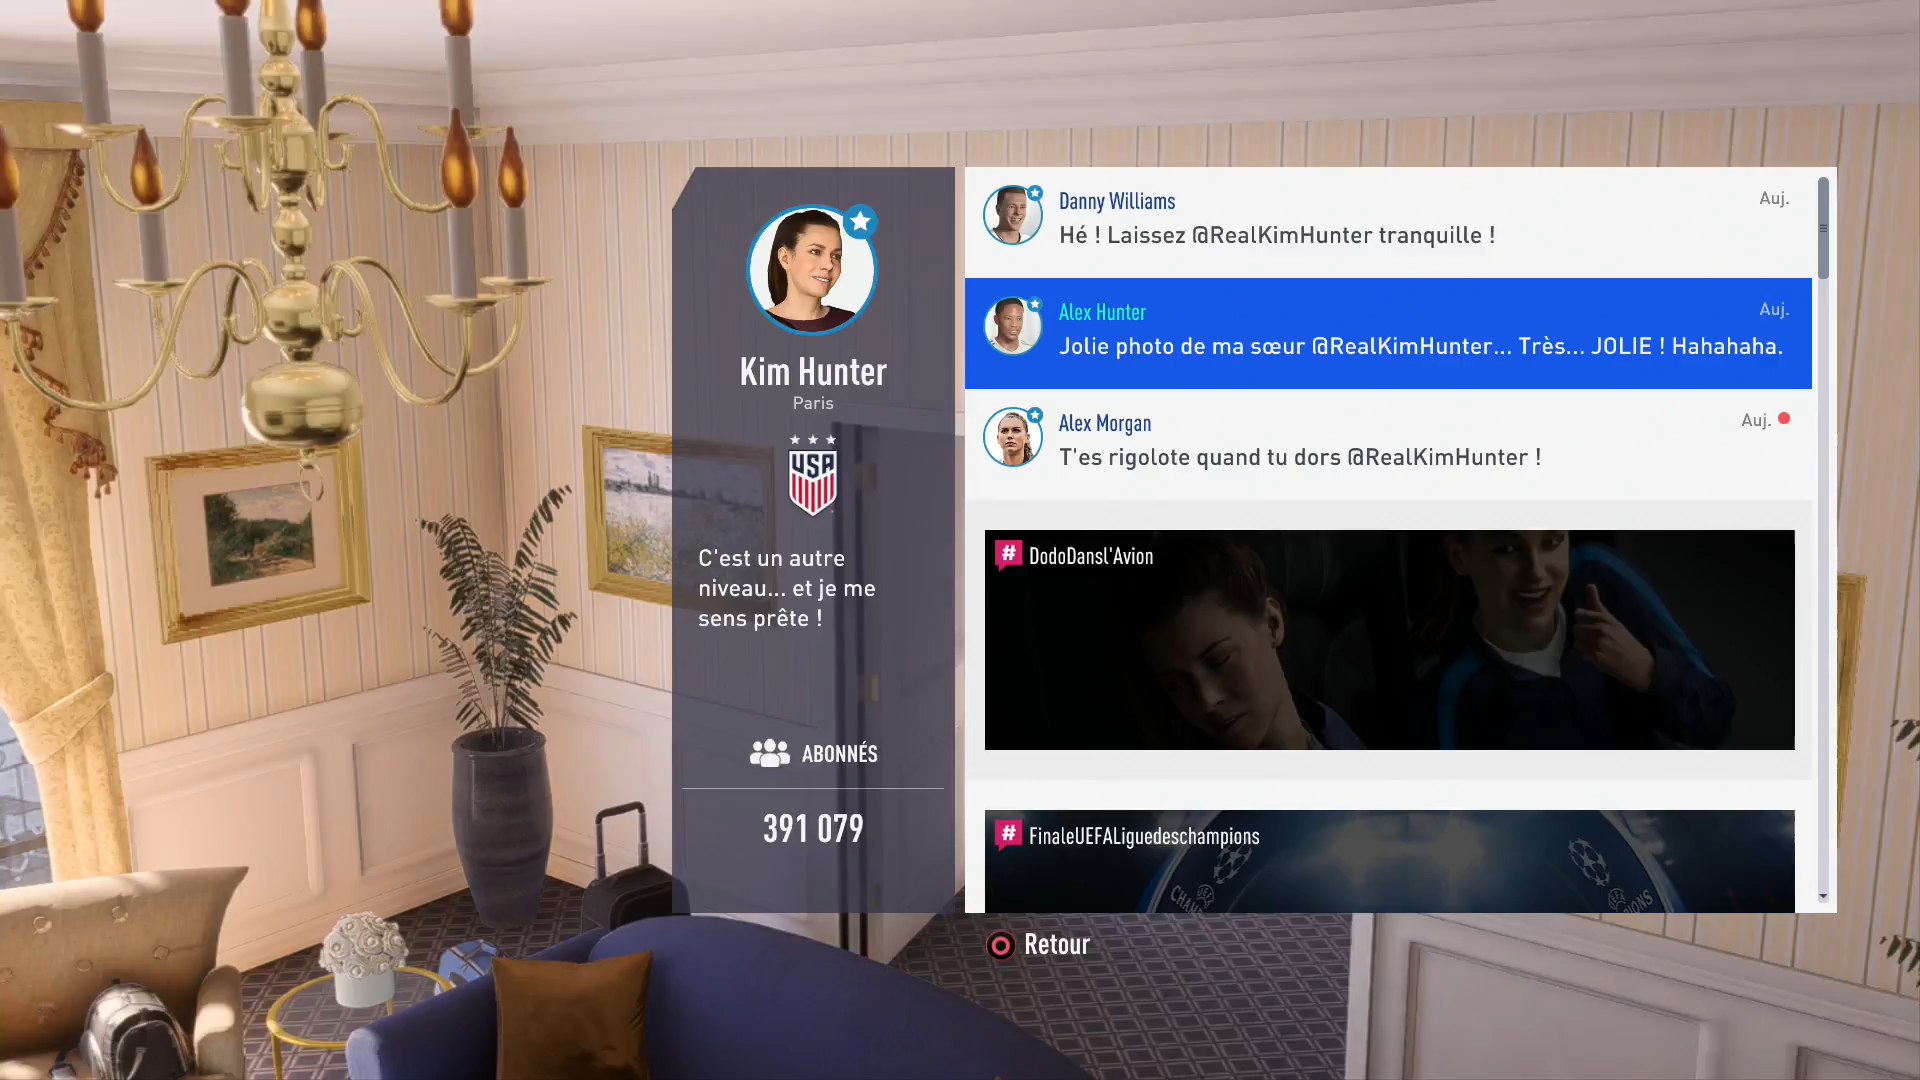 Kim Hunter
Paris
USA
C'est un autre
niveau... et je me
sens prête !
ABONNÉS
391 079
Danny Williams
Auj.
Hé ! Laissez @RealKimHunter tranquille !
Alex Hunter
Auj.
Jolie photo de ma sœur @RealKimHunter... Très... JOLIE ! Hahahaha.
Alex Morgan
Auj.
T'es rigolote quand tu dors @RealKimHunter !
# DodoDansl'Avion
# FinaleUEFALiguedeschampions
Retour